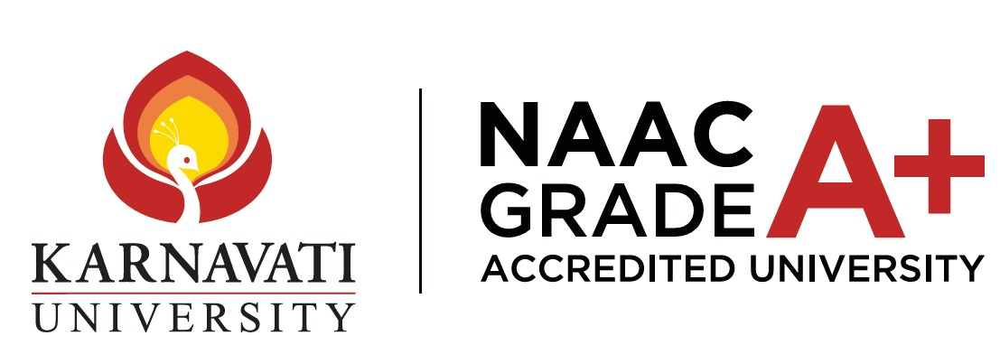 KARNAVATI
UNIVERSITY
NAAC
GRADE A+
ACCREDITED UNIVERSITY